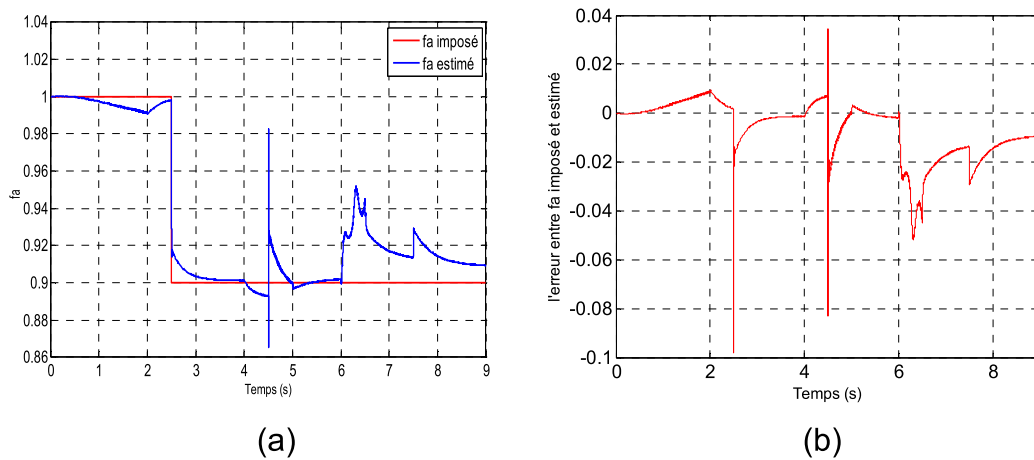 1.04
1.02
1
0.98
0.96
0.94
0.92
0.9
0.88
0.86
fa
0 1 2 3 4 5 6 7 8 9
Temps (s)
fa imposé
fa estimé
(a)
0.04
0.02
0
-0.02
-0.04
-0.06
-0.08
-0.1
l'erreur entre fa imposé et estimé
0 2 4 6 8
Temps (s)
(b)